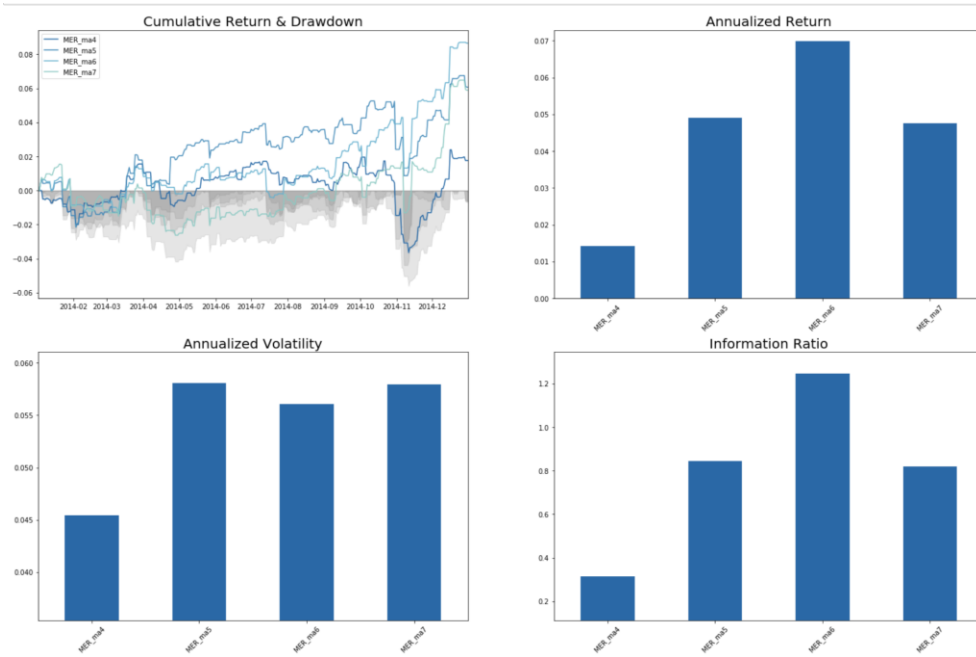 Cumulative Return & Drawdown
MER_ma4
MER_ma5
MER_ma6
MER_ma7
0.08
0.06
0.04
0.02
0.00
−0.02
−0.04
−0.06
2014-02 2014-03 2014-04 2014-05 2014-06 2014-07 2014-08 2014-09 2014-10 2014-11 2014-12
Annualized Return
0.07
0.06
0.05
0.04
0.03
0.02
0.01
0.00
MER_ma4 MER_ma5 MER_ma6 MER_ma7
Annualized Volatility
0.060
0.055
0.050
0.045
0.040
MER_ma4 MER_ma5 MER_ma6 MER_ma7
Information Ratio
1.2
1.0
0.8
0.6
0.4
0.2
MER_ma4 MER_ma5 MER_ma6 MER_ma7